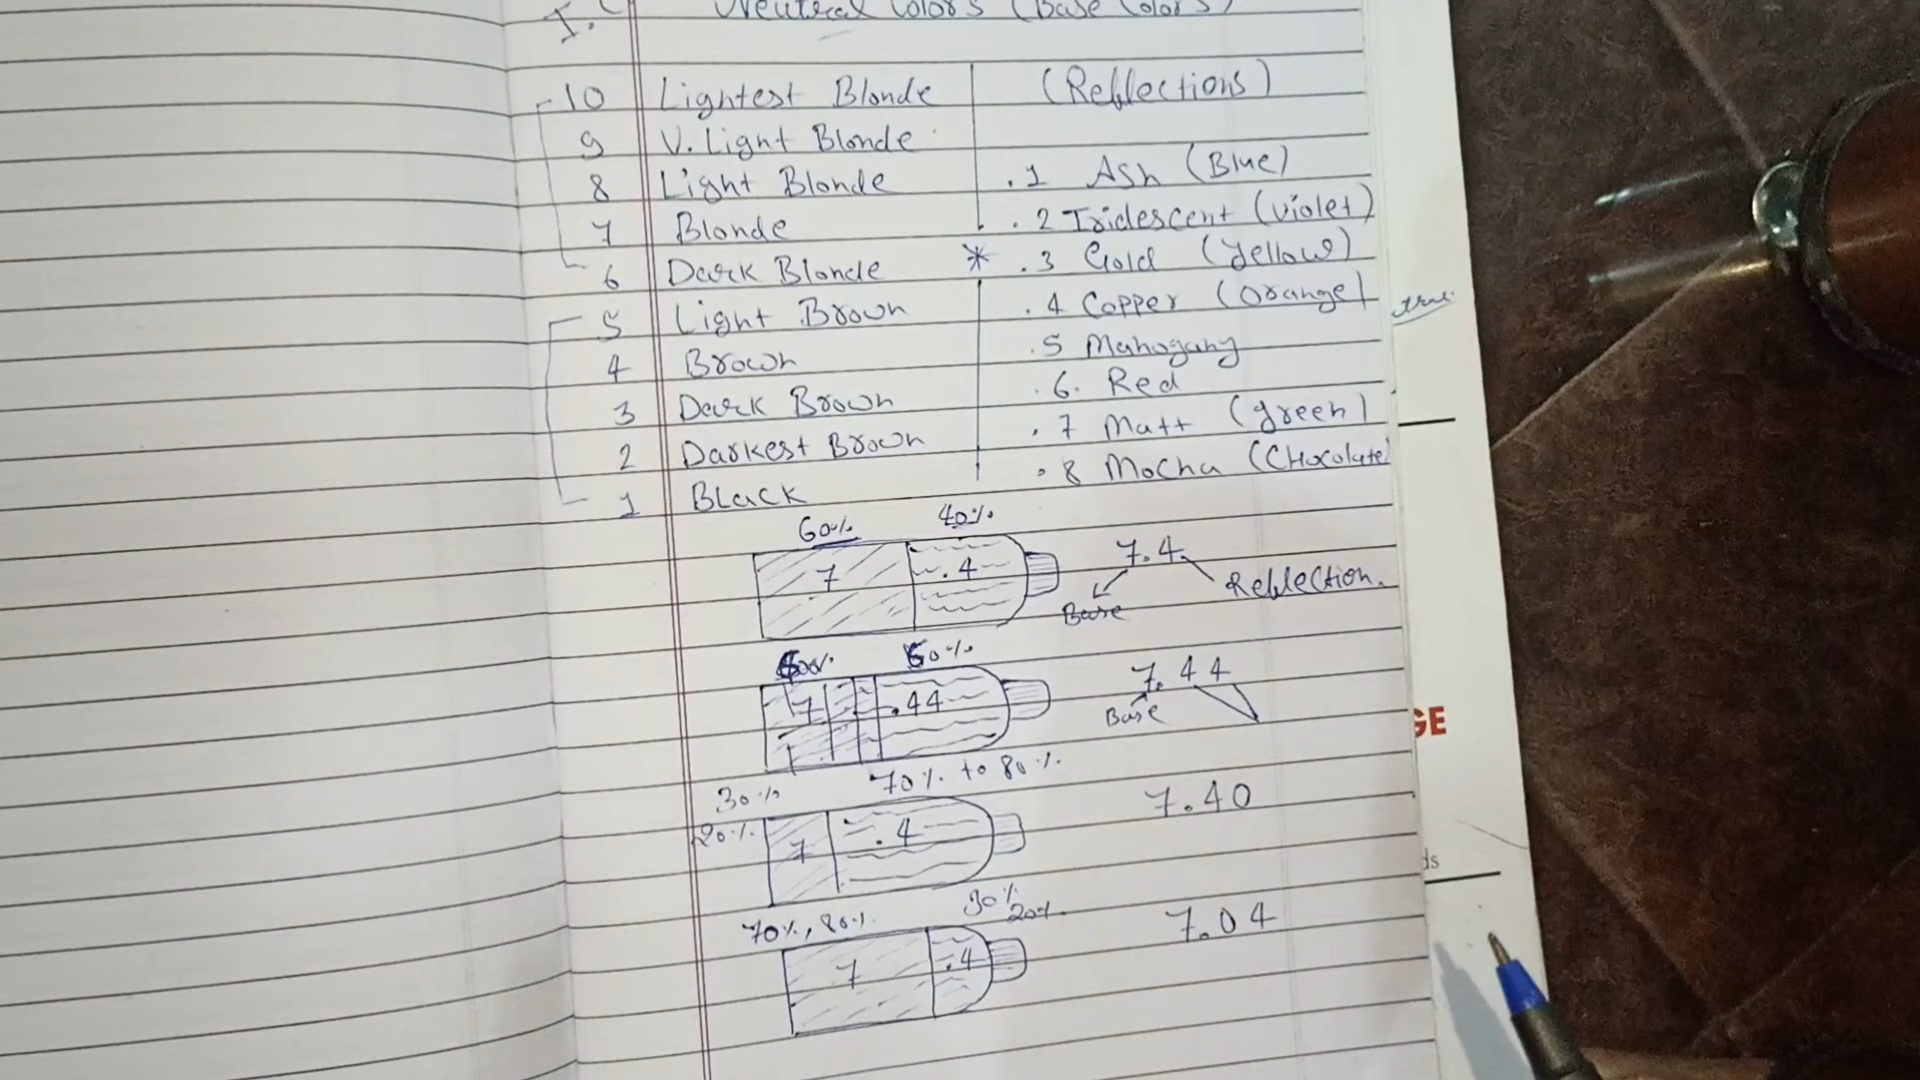 Neutral Colors (Base Colors)
10 Lightest Blonde (Reflections)
9 V. Light Blonde
8 Light Blonde .1 Ash (Blue)
7 Blonde .2 Iridescent (violet)
6 Dark Blonde * .3 Gold (Yellow)
5 Light Brown .4 Copper (Orange)
4 Brown .5 Mahogany
3 Dark Brown .6. Red
2 Darkest Brown .7 Matt (green)
1 Black .8 Mocha (CHocolate)
60% 40%
7 .4 7.4
Base Reflection.
60%
7 .44 7.44
Base
30% 70% to 80%
20% 7 .4 7.40
70%, 80% 30% 20%
7 .4 7.04
GE
ds